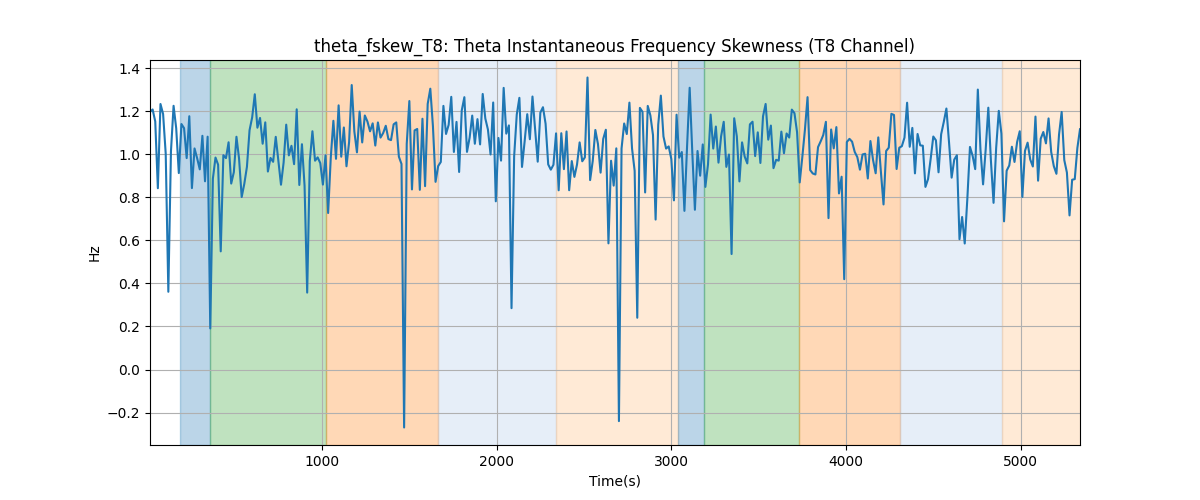 theta_fskew_T8: Theta Instantaneous Frequency Skewness (T8 Channel)
1.4
1.2
1.0
0.8
0.6
0.4
0.2
0.0
−0.2
Hz
1000 2000 3000 4000 5000
Time(s)